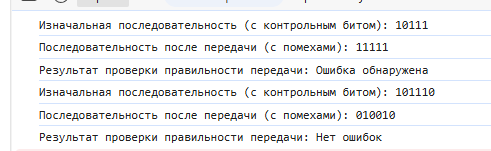 Изначальная последовательность (с контрольным битом): 10111
Последовательность после передачи (с помехами): 11111
Результат проверки правильности передачи: Ошибка обнаружена
Изначальная последовательность (с контрольным битом): 101110
Последовательность после передачи (с помехами): 010010
Результат проверки правильности передачи: Нет ошибок